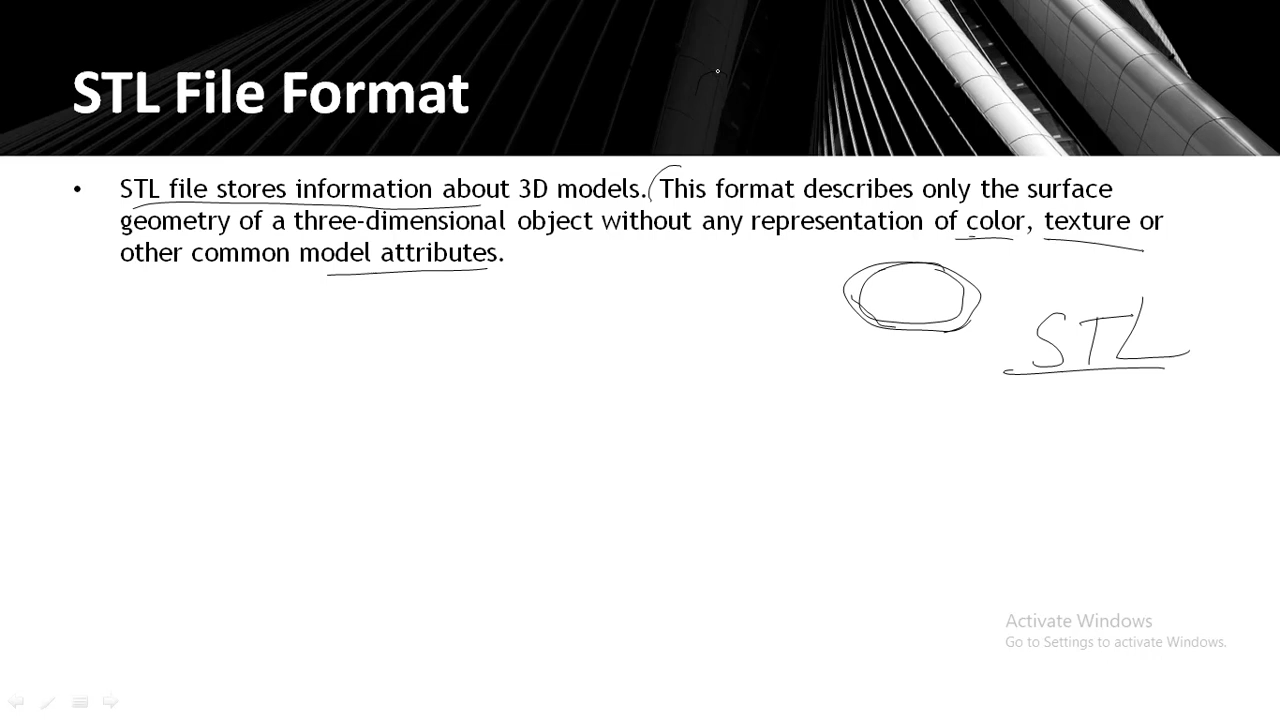 STL File Format
• STL file stores information about 3D models. This format describes only the surface
geometry of a three-dimensional object without any representation of color, texture or
other common model attributes.
STL
Activate Windows
Go to Settings to activate Windows.